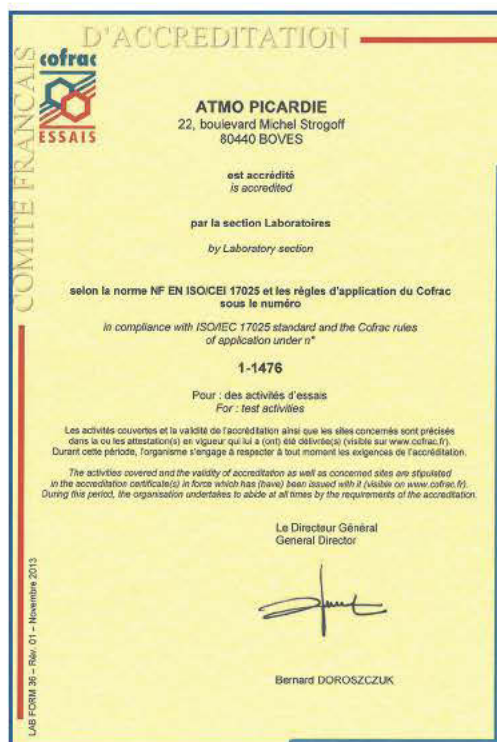 COMITE FRANCAIS
D'ACCREDITATION
cofrac
ESSAIS
ATMO PICARDIE
22, boulevard Michel Strogoff
80440 BOVES
est accrédité
is accredited
par la section Laboratoires
by Laboratory section
selon la norme NF EN ISO/CEI 17025 et les règles d'application du Cofrac
sous le numéro
in compliance with ISO/IEC 17025 standard and the Cofrac rules
of application under n°
1-1476
Pour : des activités d'essais
For : test activities
Les activités couvertes et la validité de l'accréditation ainsi que les sites concernés sont précisés
dans la ou les attestation(s) en vigueur qui lui a (ont) été délivrée(s) (visible sur www.cofrac.fr).
Durant cette période, l'organisme s'engage à respecter à tout moment les exigences de l'accréditation.
The activities covered and the validity of accreditation as well as concerned sites are stipulated
in the accreditation certificate(s) in force which has (have) been issued with it (visible on www.cofrac.fr).
During this period, the organisation undertakes to abide at all times by the requirements of the accreditation.
Le Directeur Général
General Director
Bernard DOROSZCZUK
LAB FORM 36 – Rév. 01 – Novembre 2013